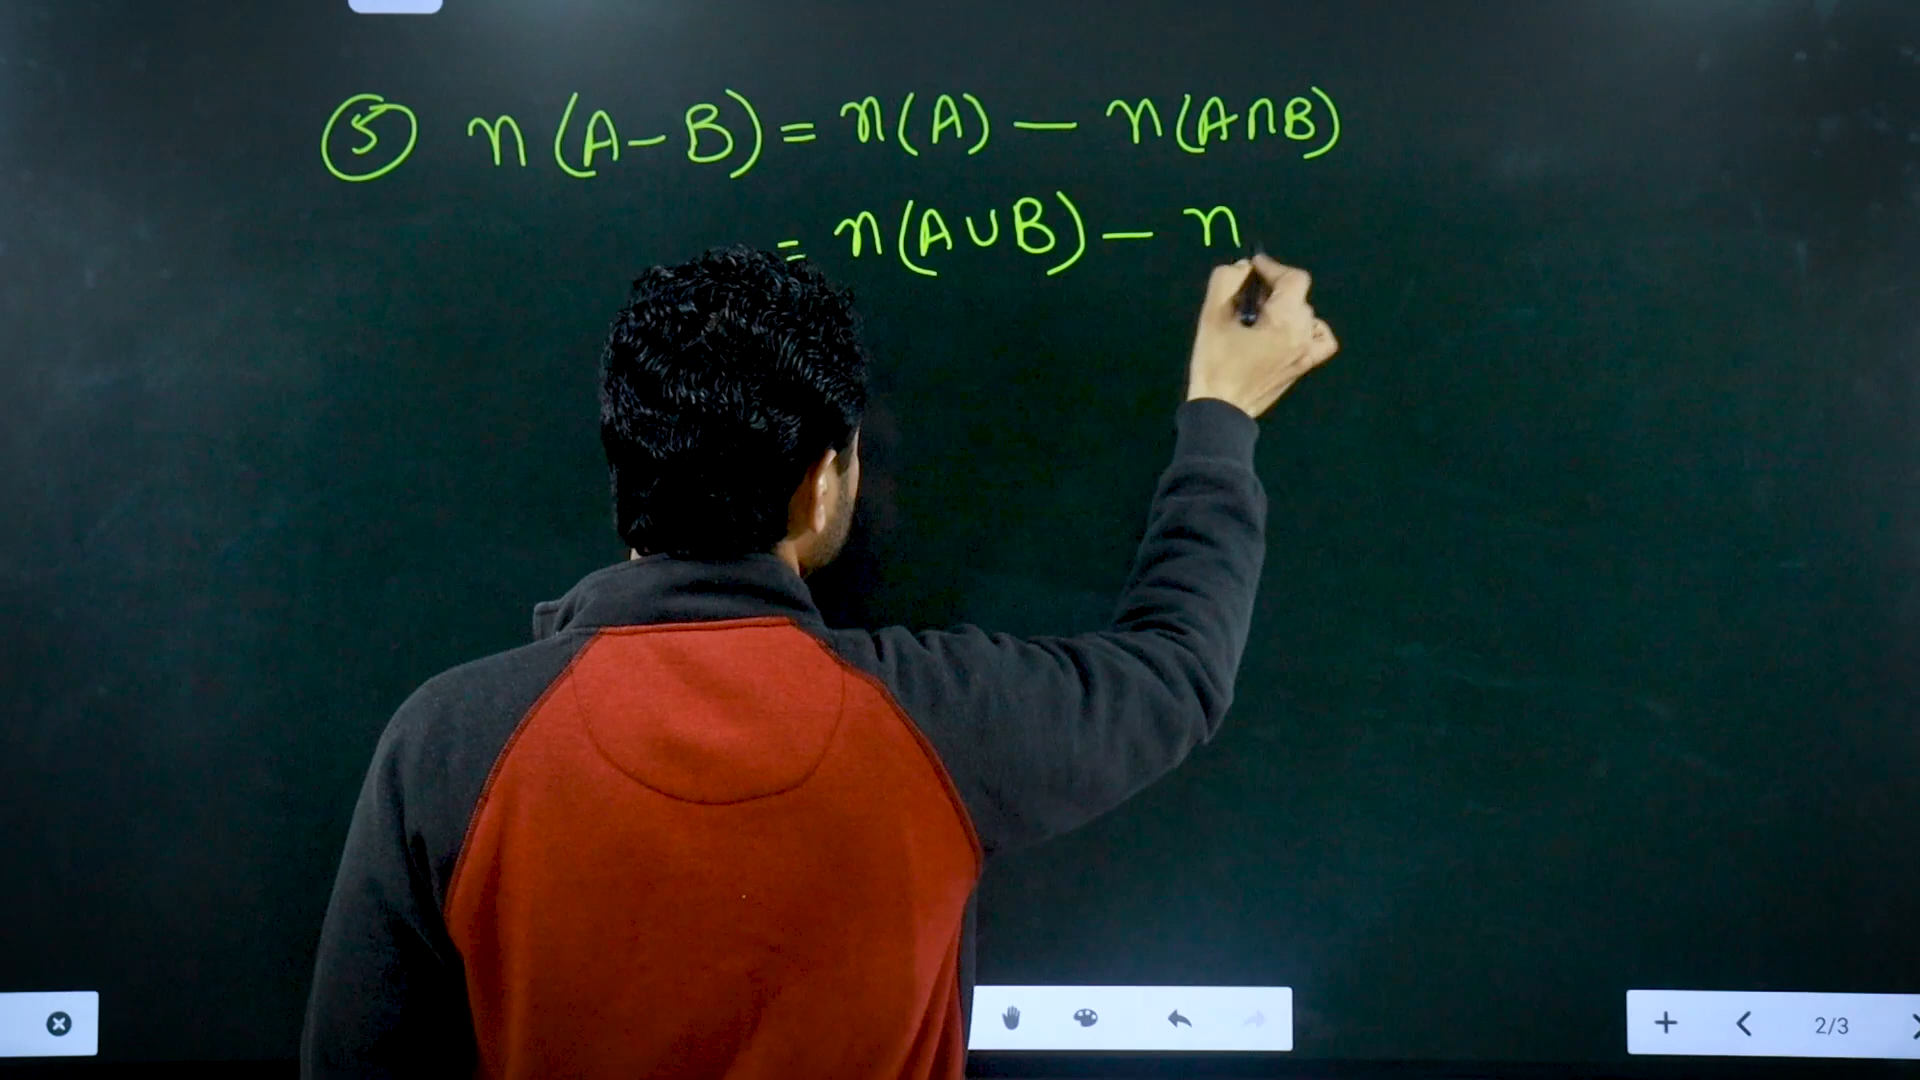 ⑤ n(A-B) = n(A) - n(A∩B)
= n(A∪B) - n
2/3